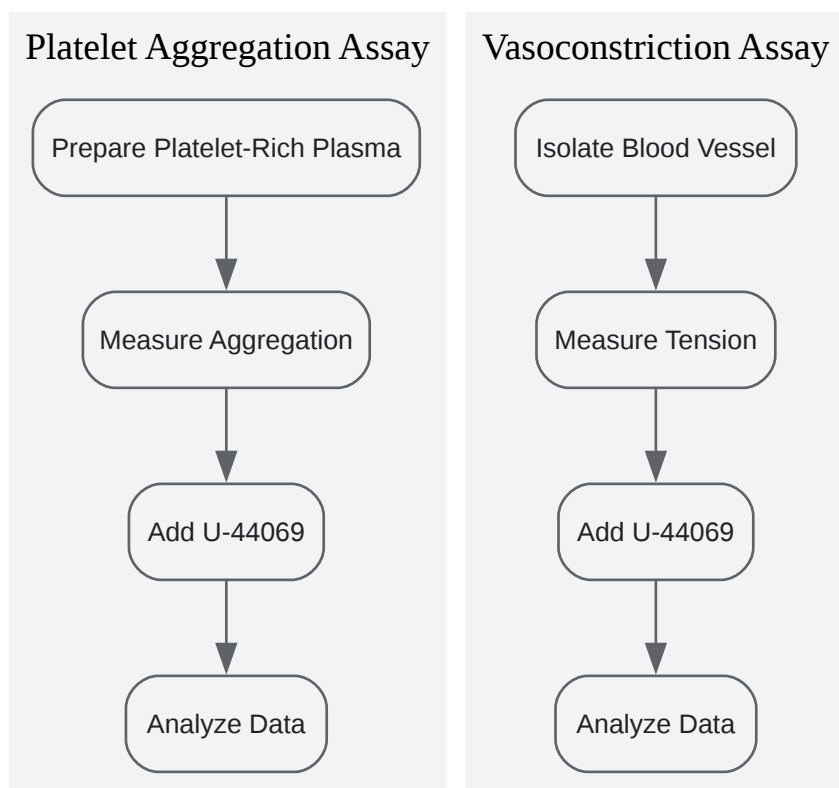 Platelet Aggregation Assay
Prepare Platelet-Rich Plasma
Measure Aggregation
Add U-44069
Analyze Data
Vasoconstriction Assay
Isolate Blood Vessel
Measure Tension
Add U-44069
Analyze Data